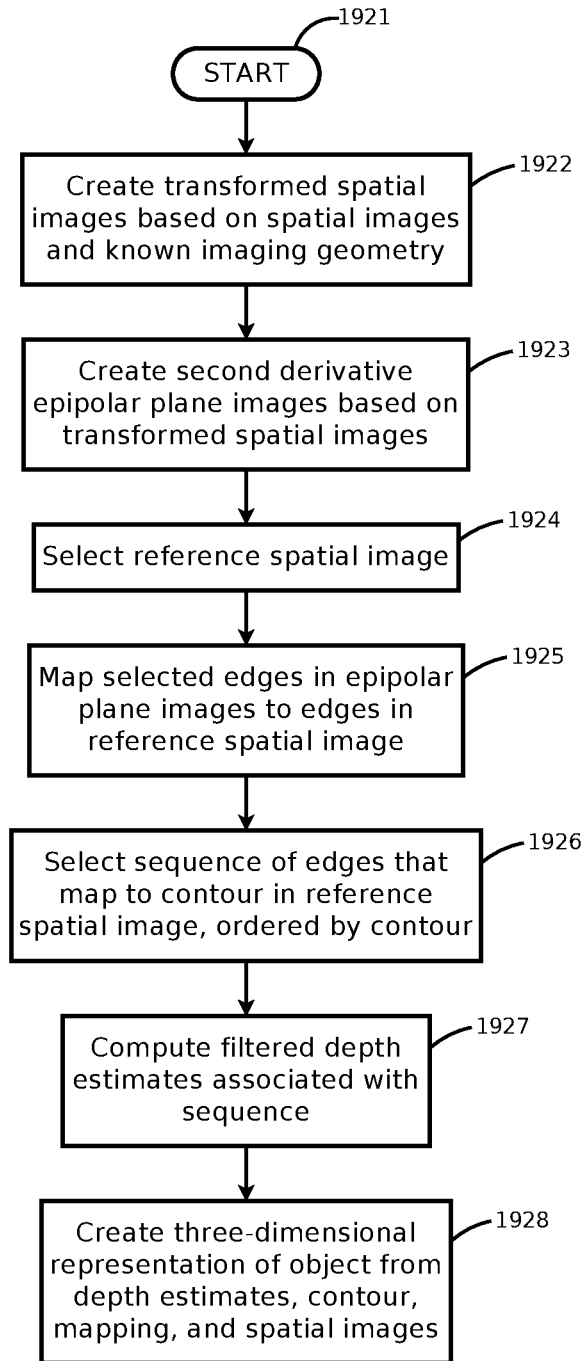 1921
START
1922
Create transformed spatial
images based on spatial images
and known imaging geometry
1923
Create second derivative
epipolar plane images based on
transformed spatial images
1924
Select reference spatial image
1925
Map selected edges in epipolar
plane images to edges in
reference spatial image
1926
Select sequence of edges that
map to contour in reference
spatial image, ordered by contour
1927
Compute filtered depth
estimates associated with
sequence
1928
Create three-dimensional
representation of object from
depth estimates, contour,
mapping, and spatial images